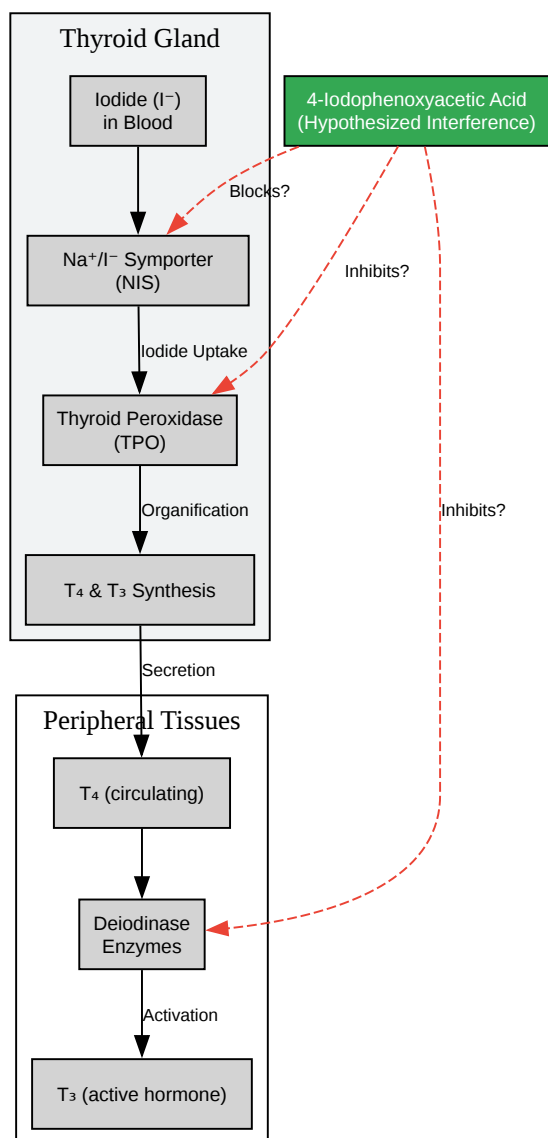 Thyroid Gland
Iodide (I⁻)
in Blood
4-Iodophenoxyacetic Acid
(Hypothesized Interference)
Blocks?
Na⁺/I⁻ Symporter
(NIS)
Inhibits?
Iodide Uptake
Thyroid Peroxidase
(TPO)
Organification
Inhibits?
T₄ & T₃ Synthesis
Secretion
Peripheral Tissues
T₄ (circulating)
Deiodinase
Enzymes
Activation
T₃ (active hormone)